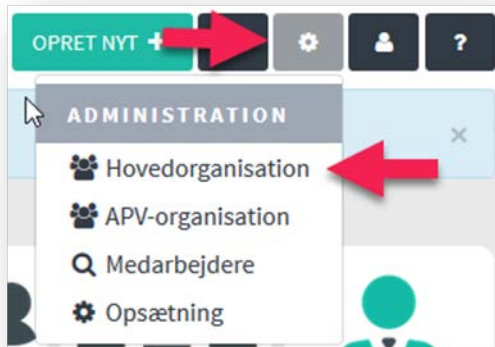 OPRET NYT +
?
ADMINISTRATION
×
Hovedorganisation
APV-organisation
Medarbejdere
Opsætning